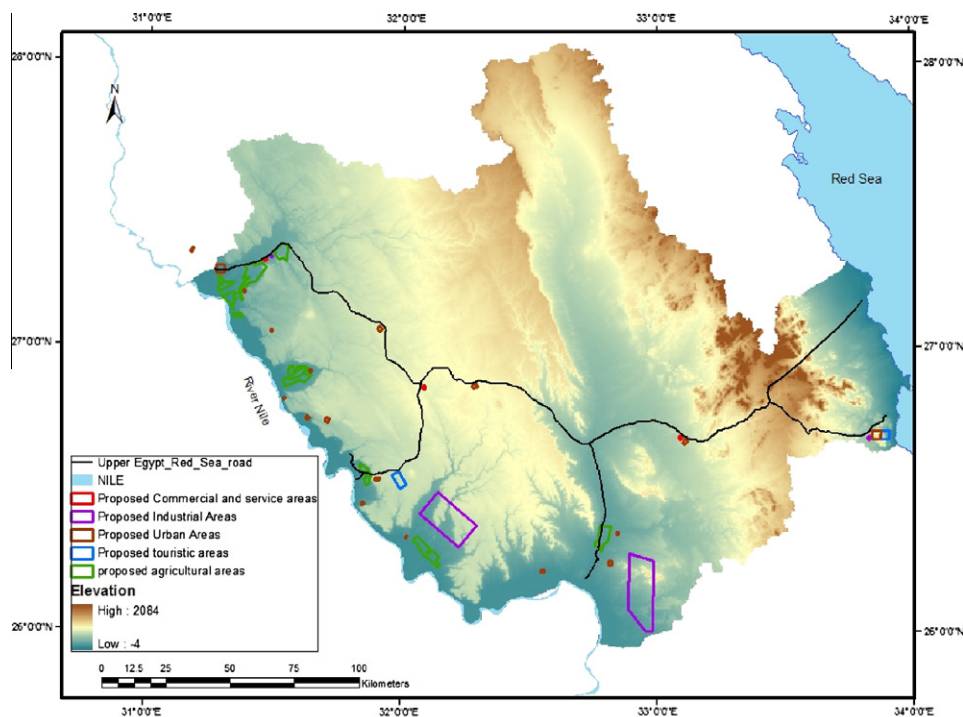 31°0'0"E
32°0'0"E
33°0'0"E
34°0'0"E
28°0'0"N
28°0'0"N
N
Red Sea
27°0'0"N
27°0'0"N
River Nile
Upper Egypt_Red_Sea_road
NILE
Proposed Commercial and service areas
Proposed Industrial Areas
Proposed Urban Areas
Proposed touristic areas
proposed agricultural areas
Elevation
High : 2084
Low : -4
26°0'0"N
26°0'0"N
0 12.5 25 50 75 100
Kilometers
31°0'0"E
32°0'0"E
33°0'0"E
34°0'0"E